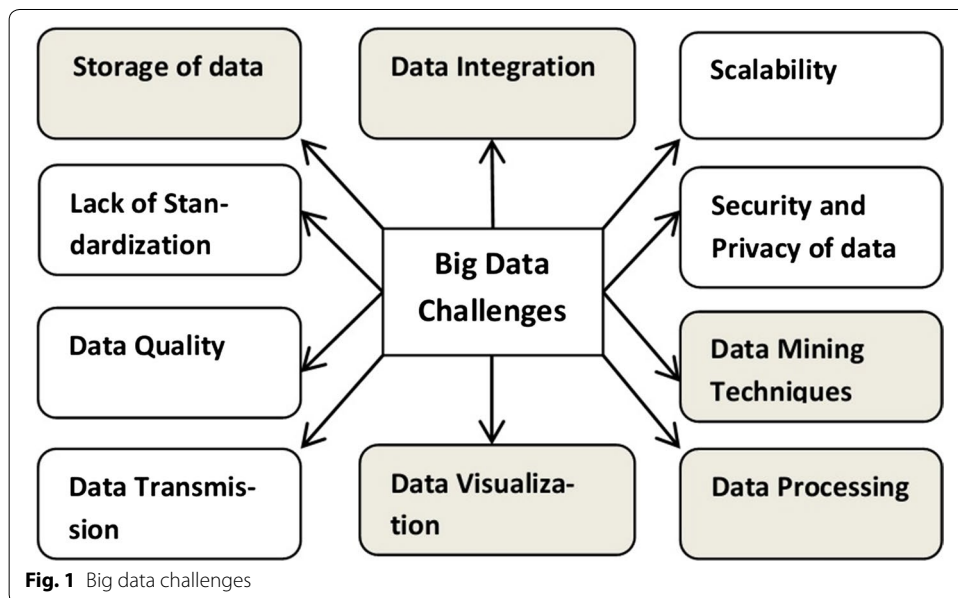 Storage of data
Data Integration
Scalability
Lack of Stan-
dardization
Security and
Privacy of data
Big Data
Challenges
Data Quality
Data Mining
Techniques
Data Transmis-
sion
Data Visualiza-
tion
Data Processing
Fig. 1 Big data challenges